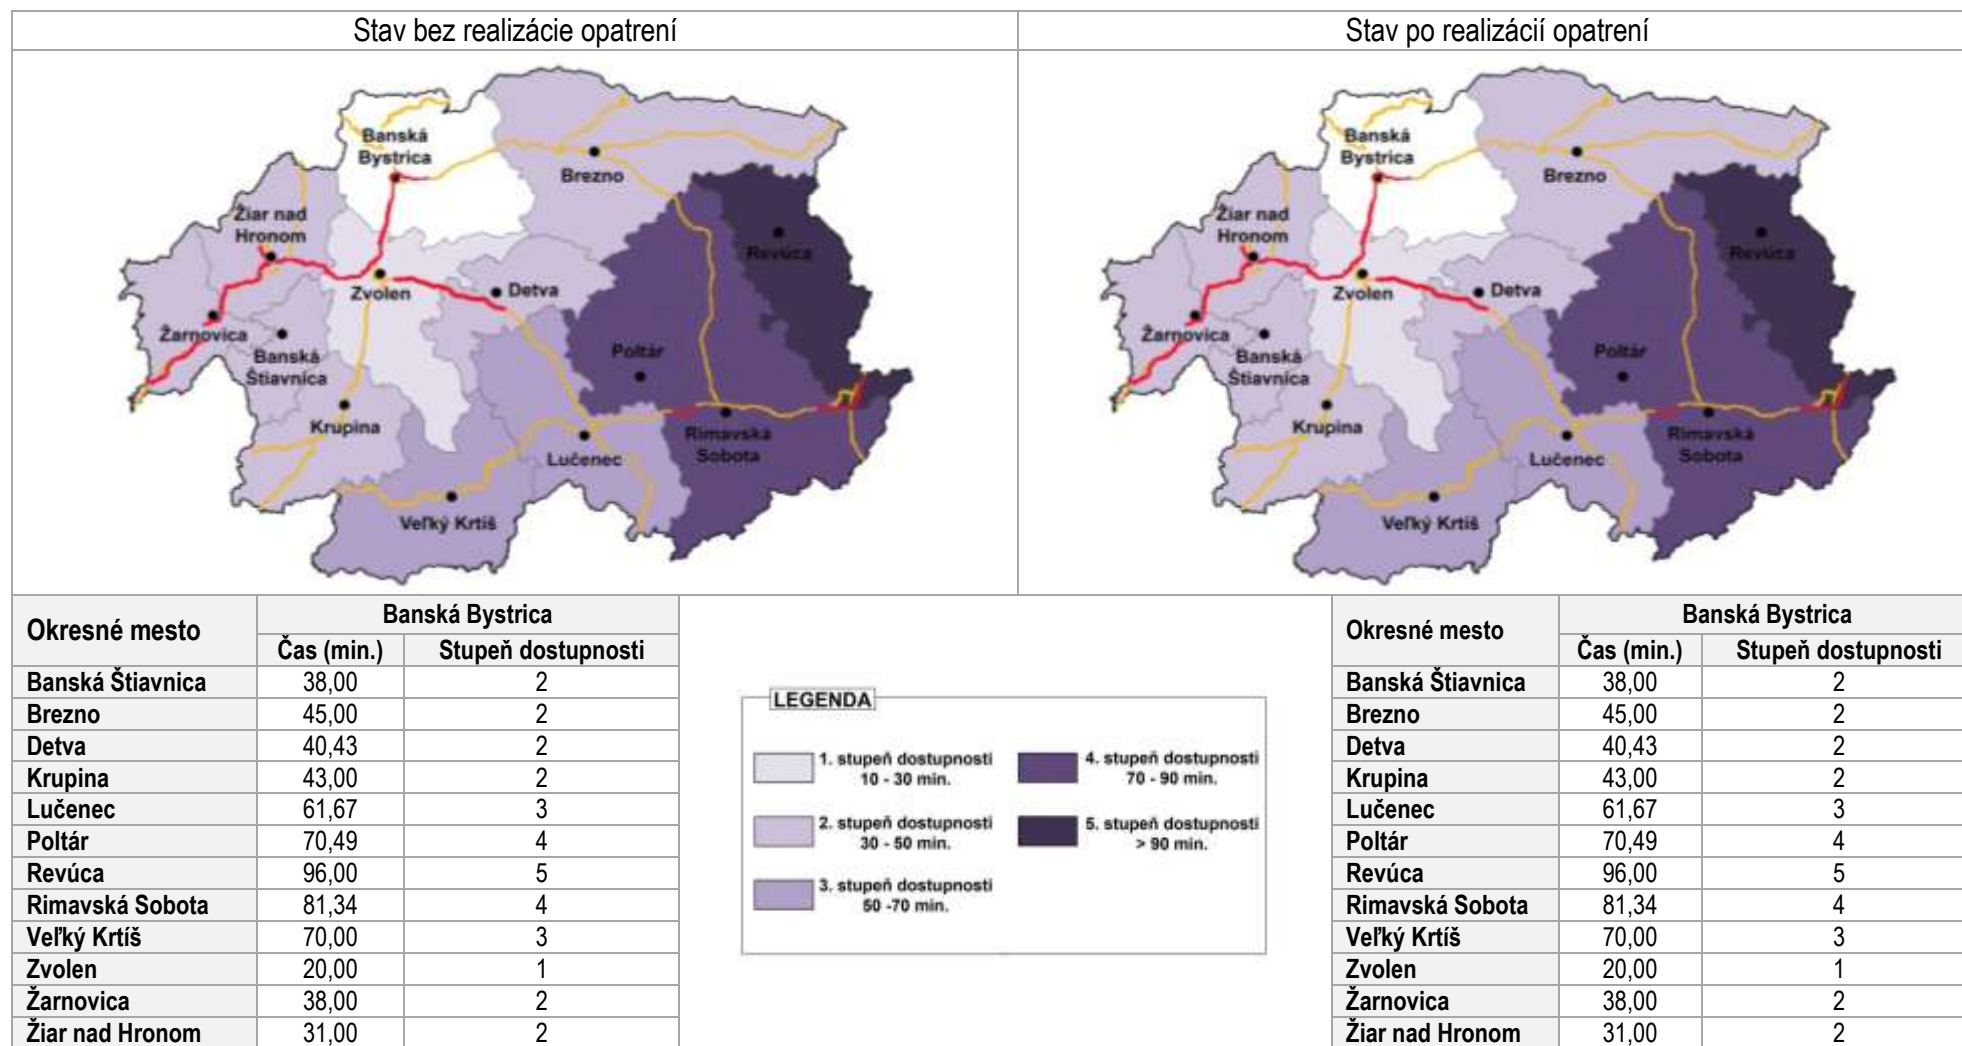 Stav bez realizácie opatrení
Stav po realizácií opatrení
Banská
Bystrica
Brezno
Žiar nad
Hronom
Revúca
Zvolen
Detva
Žarnovica
Banská
Štiavnica
Poltár
Krupina
Rimavská
Sobota
Lučenec
Veľký Krtíš
Banská
Bystrica
Brezno
Žiar nad
Hronom
Revúca
Zvolen
Detva
Žarnovica
Banská
Štiavnica
Poltár
Krupina
Rimavská
Sobota
Lučenec
Veľký Krtíš
Okresné mesto Banská Bystrica
Čas (min.) Stupeň dostupnosti
Banská Štiavnica 38,00 2
Brezno 45,00 2
Detva 40,43 2
Krupina 43,00 2
Lučenec 61,67 3
Poltár 70,49 4
Revúca 96,00 5
Rimavská Sobota 81,34 4
Veľký Krtíš 70,00 3
Zvolen 20,00 1
Žarnovica 38,00 2
Žiar nad Hronom 31,00 2
LEGENDA
1. stupeň dostupnosti
10 - 30 min.
2. stupeň dostupnosti
30 - 50 min.
3. stupeň dostupnosti
50 -70 min.
4. stupeň dostupnosti
70 - 90 min.
5. stupeň dostupnosti
> 90 min.
Okresné mesto Banská Bystrica
Čas (min.) Stupeň dostupnosti
Banská Štiavnica 38,00 2
Brezno 45,00 2
Detva 40,43 2
Krupina 43,00 2
Lučenec 61,67 3
Poltár 70,49 4
Revúca 96,00 5
Rimavská Sobota 81,34 4
Veľký Krtíš 70,00 3
Zvolen 20,00 1
Žarnovica 38,00 2
Žiar nad Hronom 31,00 2